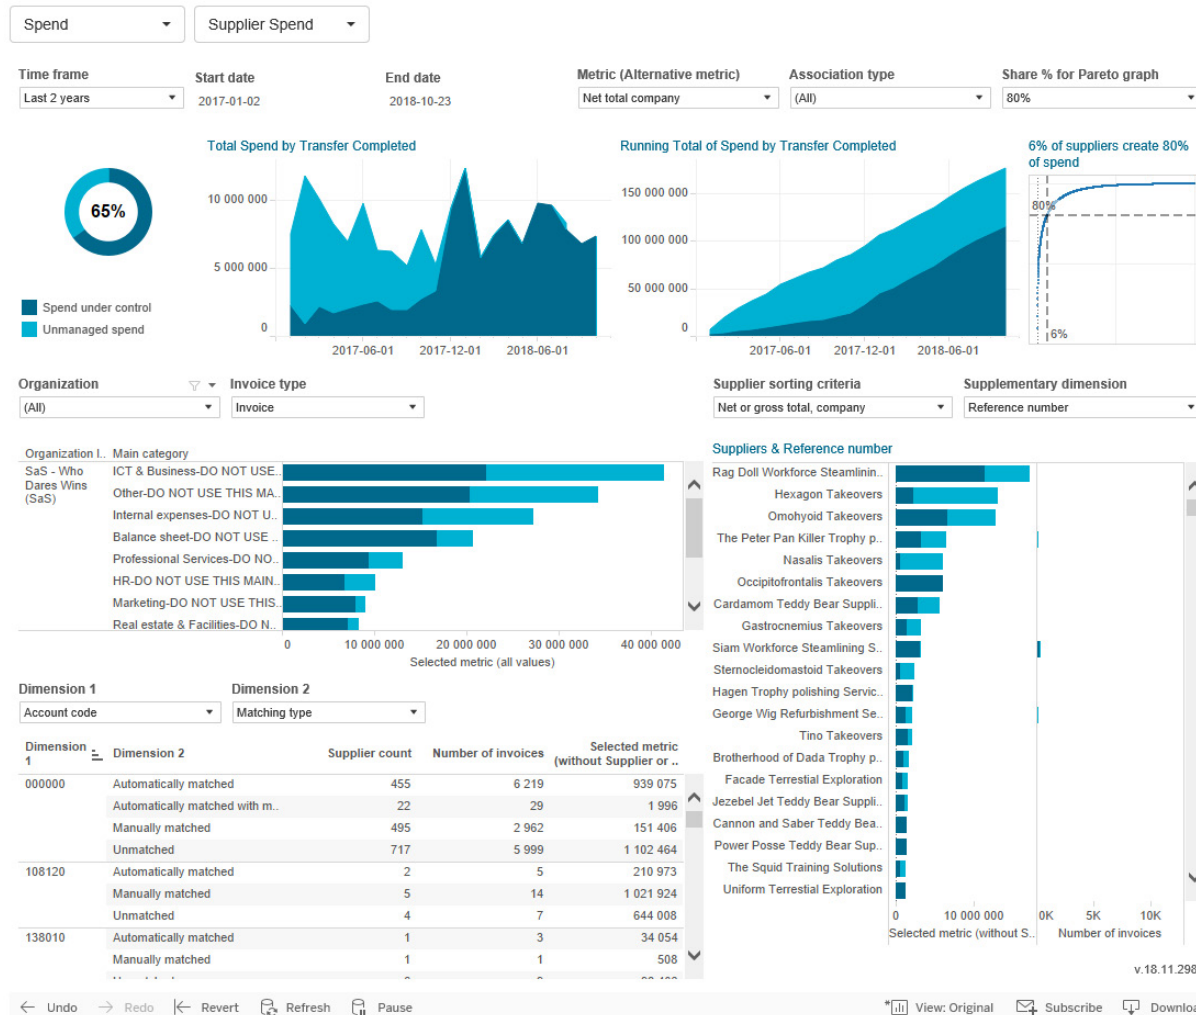 Spend
Supplier Spend
Time frame
Start date
End date
Metric (Alternative metric)
Association type
Share % for Pareto graph
Last 2 years
2017-01-02
2018-10-23
Net total company
(All)
80%
Total Spend by Transfer Completed
Running Total of Spend by Transfer Completed
6% of suppliers create 80%
of spend
65%
Spend under control
Unmanaged spend
10 000 000
5 000 000
0
2017-06-01
2017-12-01
2018-06-01
150 000 000
100 000 000
50 000 000
0
2017-06-01
2017-12-01
2018-06-01
80%
6%
Organization
Invoice type
(All)
Invoice
Supplier sorting criteria
Supplementary dimension
Net or gross total, company
Reference number
Organization I..
Main category
SaS - Who
Dares Wins
(SaS)
ICT & Business-DO NOT USE..
Other-DO NOT USE THIS MA..
Internal expenses-DO NOT U..
Balance sheet-DO NOT USE ..
Professional Services-DO NO..
HR-DO NOT USE THIS MAIN..
Marketing-DO NOT USE THIS..
Real estate & Facilities-DO N..
0
10 000 000
20 000 000
30 000 000
40 000 000
Selected metric (all values)
Suppliers & Reference number
Rag Doll Workforce Steamlinin..
Hexagon Takeovers
Omohyoid Takeovers
The Peter Pan Killer Trophy p..
Nasalis Takeovers
Occipitofrontalis Takeovers
Cardamom Teddy Bear Suppli..
Gastrocnemius Takeovers
Siam Workforce Steamlining S..
Sternocleidomastoid Takeovers
Hagen Trophy polishing Servic..
George Wig Refurbishment Se..
Tino Takeovers
Brotherhood of Dada Trophy p..
Facade Terrestial Exploration
Jezebel Jet Teddy Bear Suppli..
Cannon and Saber Teddy Bea..
Power Posse Teddy Bear Sup..
The Squid Training Solutions
Uniform Terrestial Exploration
0
10 000 000
0K
5K
10K
Selected metric (without S..
Number of invoices
Dimension 1
Dimension 2
Account code
Matching type
Dimension
1
Dimension 2
Supplier count
Number of invoices
Selected metric
(without Supplier or ..
000000
Automatically matched 455 6 219 939 075
Automatically matched with m.. 22 29 1 996
Manually matched 495 2 962 151 406
Unmatched 717 5 999 1 102 464
108120
Automatically matched 2 5 210 973
Manually matched 5 14 1 021 924
Unmatched 4 7 644 008
138010
Automatically matched 1 3 34 054
Manually matched 1 1 508
v.18.11.298
Undo
Redo
Revert
Refresh
Pause
View: Original
Subscribe
Downloa